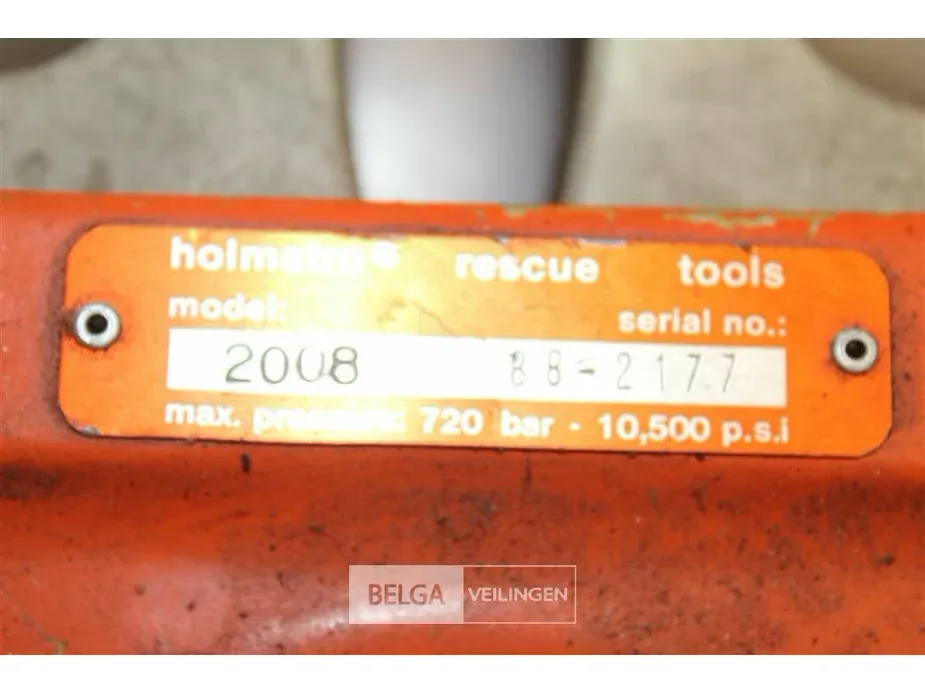 holmatro® rescue tools
model: serial no.:
2008 88-2177
max. pressure: 720 bar - 10,500 p.s.i
BELGA VEILINGEN